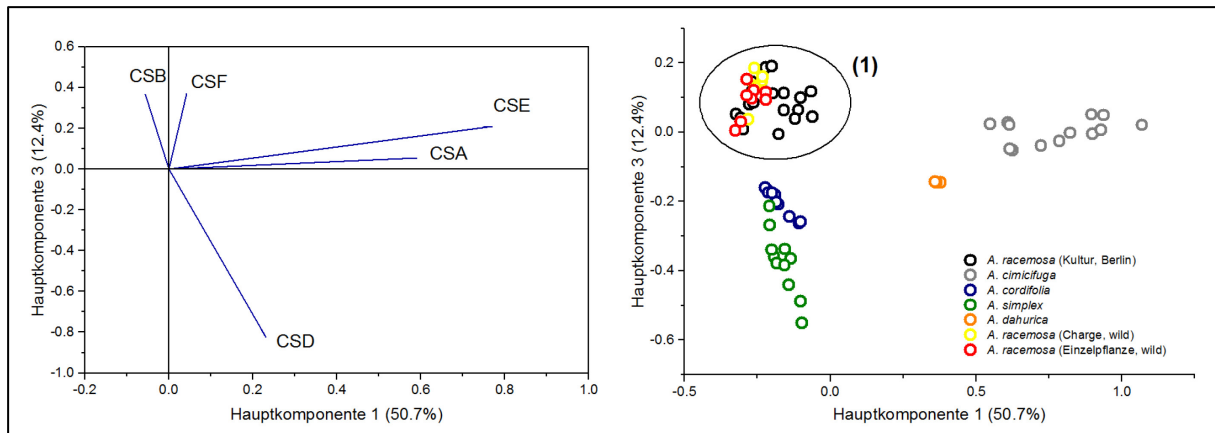 0.6
0.4
0.2
0.0
-0.2
-0.4
-0.6
-0.8
-1.0
-0.2
0.0
0.2
0.4
0.6
0.8
1.0
Hauptkomponente 3 (12.4%)
Hauptkomponente 1 (50.7%)
CSB
CSF
CSE
CSA
CSD
0.2
0.0
-0.2
-0.4
-0.6
-0.5
0.0
0.5
1.0
Hauptkomponente 3 (12.4%)
Hauptkomponente 1 (50.7%)
(1)
A. racemosa (Kultur, Berlin)
A. cimicifuga
A. cordifolia
A. simplex
A. dahurica
A. racemosa (Charge, wild)
A. racemosa (Einzelpflanze, wild)